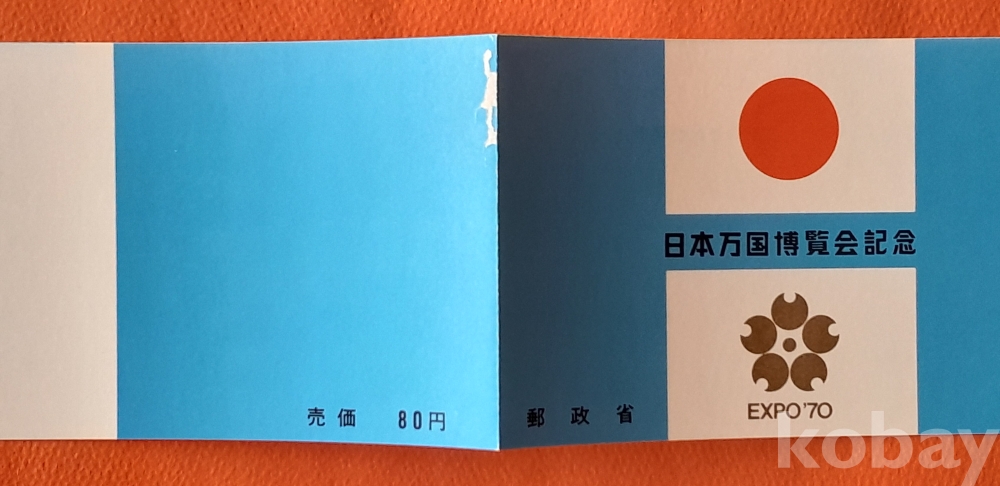 日本万国博覧会記念
EXPO'70
売価 80円
郵政省
kobay